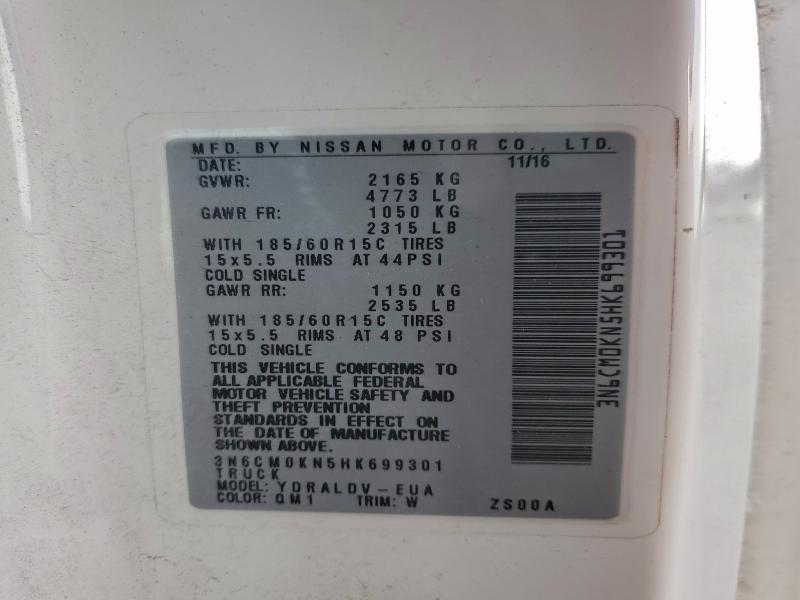 MFD. BY NISSAN MOTOR CO., LTD.
DATE: 11/16
GVWR: 2165 KG
4773 LB
GAWR FR: 1050 KG
2315 LB
WITH 185/60R15C TIRES
15x5.5 RIMS AT 44PSI
COLD SINGLE
GAWR RR: 1150 KG
2535 LB
WITH 185/60R15C TIRES
15x5.5 RIMS AT 48 PSI
COLD SINGLE
THIS VEHICLE CONFORMS TO
ALL APPLICABLE FEDERAL
MOTOR VEHICLE SAFETY AND
THEFT PREVENTION
STANDARDS IN EFFECT ON
THE DATE OF MANUFACTURE
SHOWN ABOVE.
3N6CM0KN5HK699301
TRUCK
MODEL: YDRALDV-EUA
COLOR: QM1 TRIM: W ZS00A
3N6CM0KN5HK699301